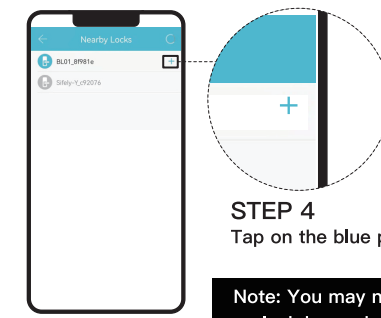 Nearby Locks
BL01_8f981e
Sifely-Y_c92076
STEP 4
Tap on the blue
Note: You may